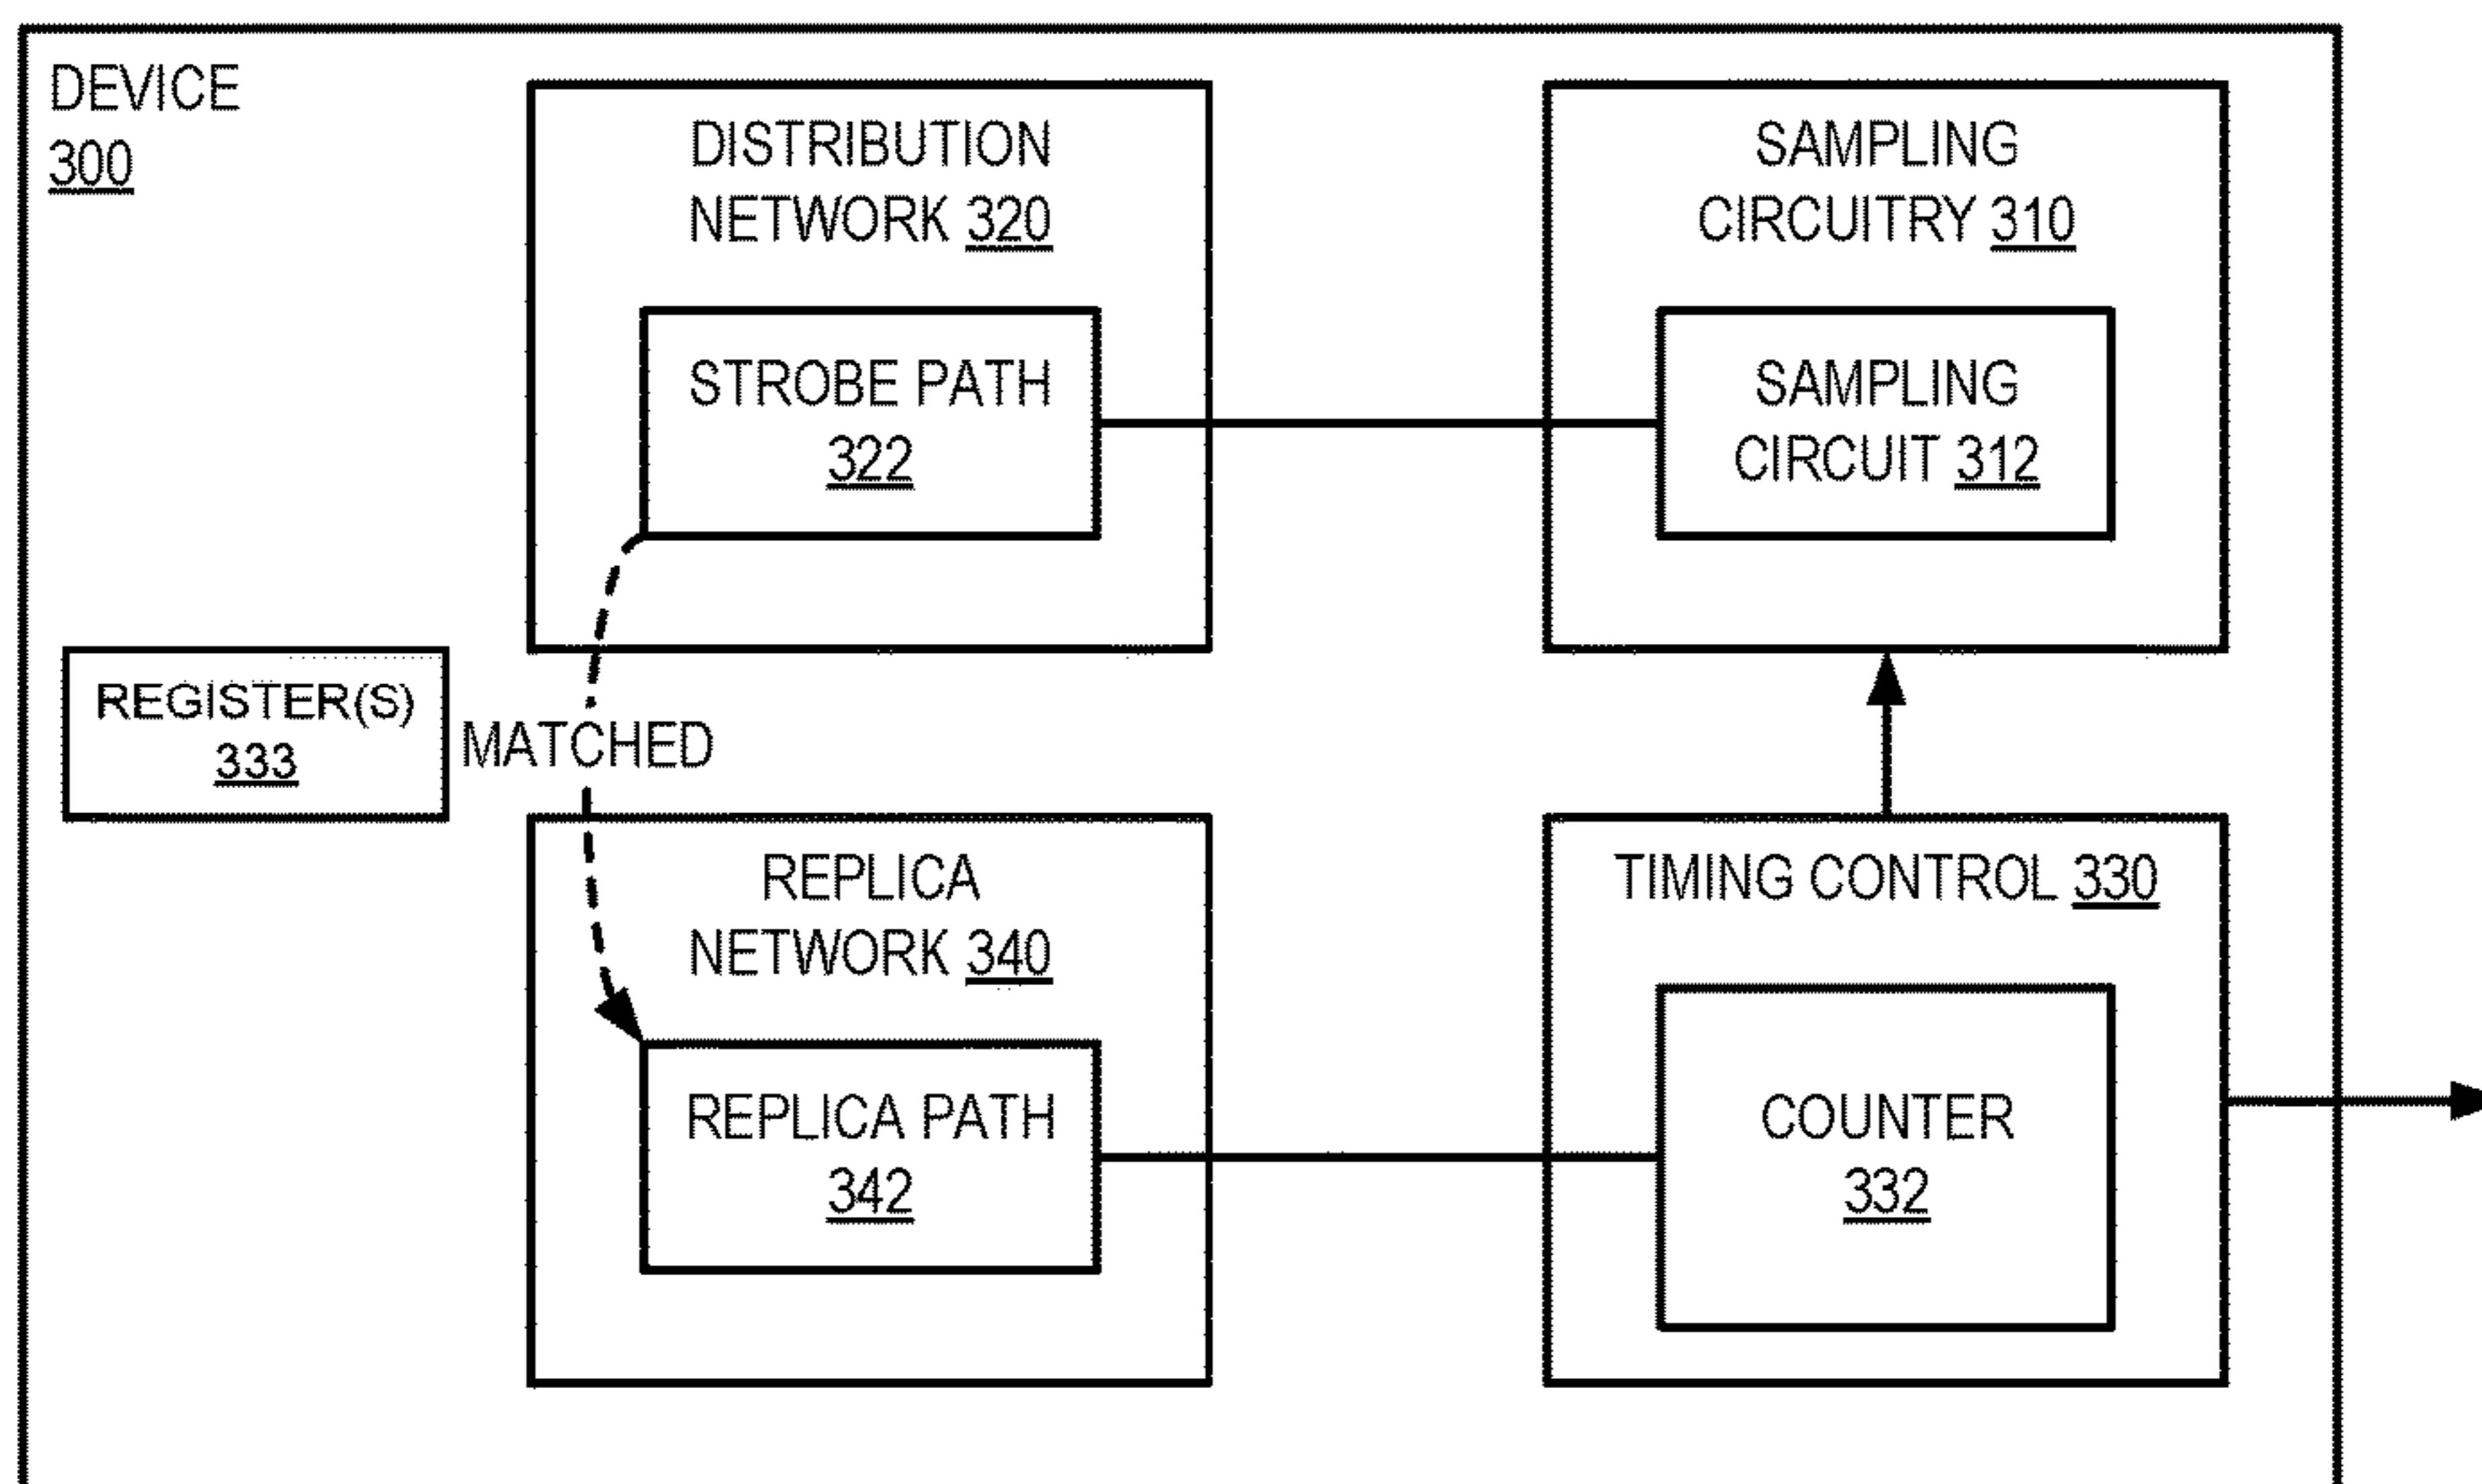 DEVICE
300
DISTRIBUTION
NETWORK 320
STROBE PATH
322
SAMPLING
CIRCUITRY 310
SAMPLING
CIRCUIT 312
REGISTER(S)
333
MATCHED
REPLICA
NETWORK 340
REPLICA PATH
342
TIMING CONTROL 330
COUNTER
332